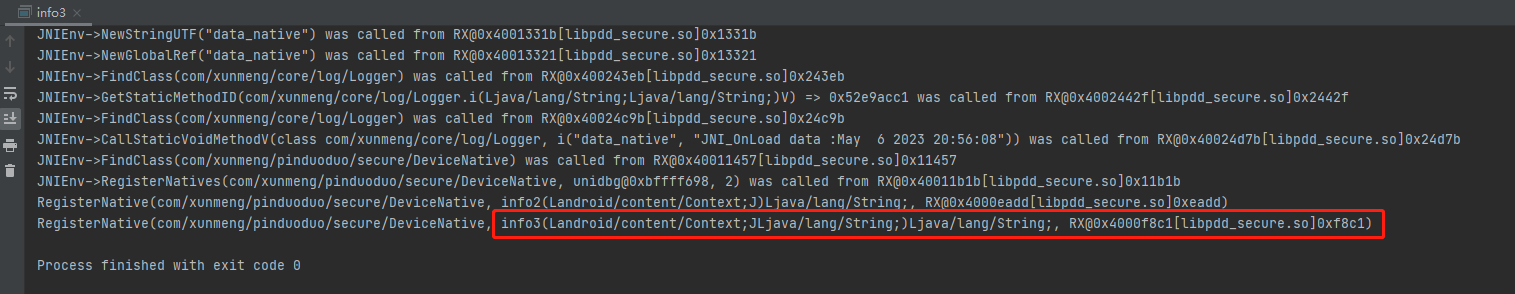 info3
JNIEnv->NewStringUTF("data_native") was called from RX@0x4001331b[libpdd_secure.so]0x1331b
JNIEnv->NewGlobalRef("data_native") was called from RX@0x40013321[libpdd_secure.so]0x13321
JNIEnv->FindClass(com/xunmeng/core/log/Logger) was called from RX@0x400243eb[libpdd_secure.so]0x243eb
JNIEnv->GetStaticMethodID(com/xunmeng/core/log/Logger.i(Ljava/lang/String;Ljava/lang/String;)V) => 0x52e9acc1 was called from RX@0x4002442f[libpdd_secure.so]0x2442f
JNIEnv->FindClass(com/xunmeng/core/log/Logger) was called from RX@0x40024c9b[libpdd_secure.so]0x24c9b
JNIEnv->CallStaticVoidMethodV(class com/xunmeng/core/log/Logger, i("data_native", "JNI_OnLoad data :May  6 2023 20:56:08")) was called from RX@0x40024d7b[libpdd_secure.so]0x24d7b
JNIEnv->FindClass(com/xunmeng/pinduoduo/secure/DeviceNative) was called from RX@0x40011457[libpdd_secure.so]0x11457
JNIEnv->RegisterNatives(com/xunmeng/pinduoduo/secure/DeviceNative, unidbg@0xbffff698, 2) was called from RX@0x40011b1b[libpdd_secure.so]0x11b1b
RegisterNative(com/xunmeng/pinduoduo/secure/DeviceNative, info2(Landroid/content/Context;J)Ljava/lang/String;, RX@0x4000eadd[libpdd_secure.so]0xeadd)
RegisterNative(com/xunmeng/pinduoduo/secure/DeviceNative, info3(Landroid/content/Context;JLjava/lang/String;)Ljava/lang/String;, RX@0x4000f8c1[libpdd_secure.so]0xf8c1)
Process finished with exit code 0